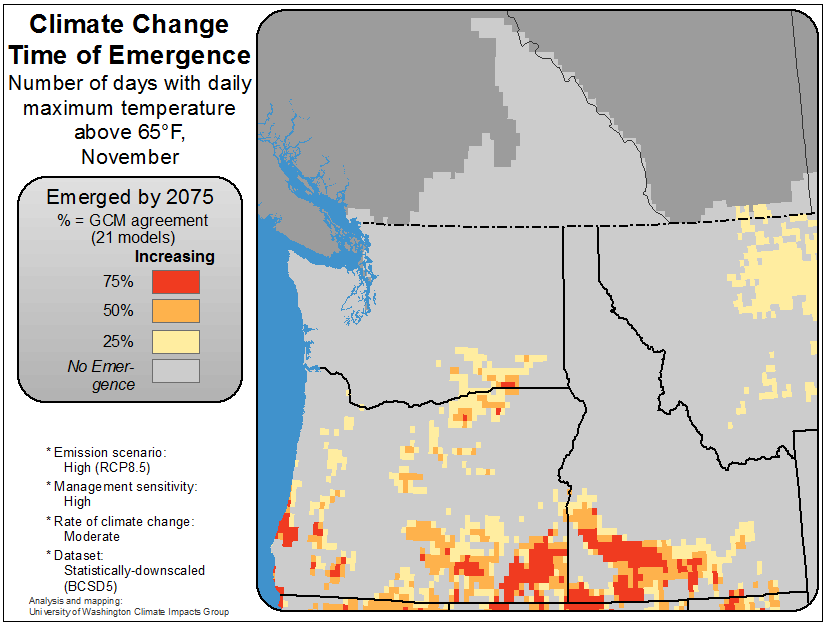 Climate Change
Time of Emergence
Number of days with daily
maximum temperature
above 65°F,
November
Emerged by 2075
% = GCM agreement
(21 models)
Increasing
75%
50%
25%
No Emer-
gence
* Emission scenario:
High (RCP8.5)
* Management sensitivity:
High
* Rate of climate change:
Moderate
* Dataset:
Statistically-downscaled
(BCSD5)
Analysis and mapping:
University of Washington Climate Impacts Group